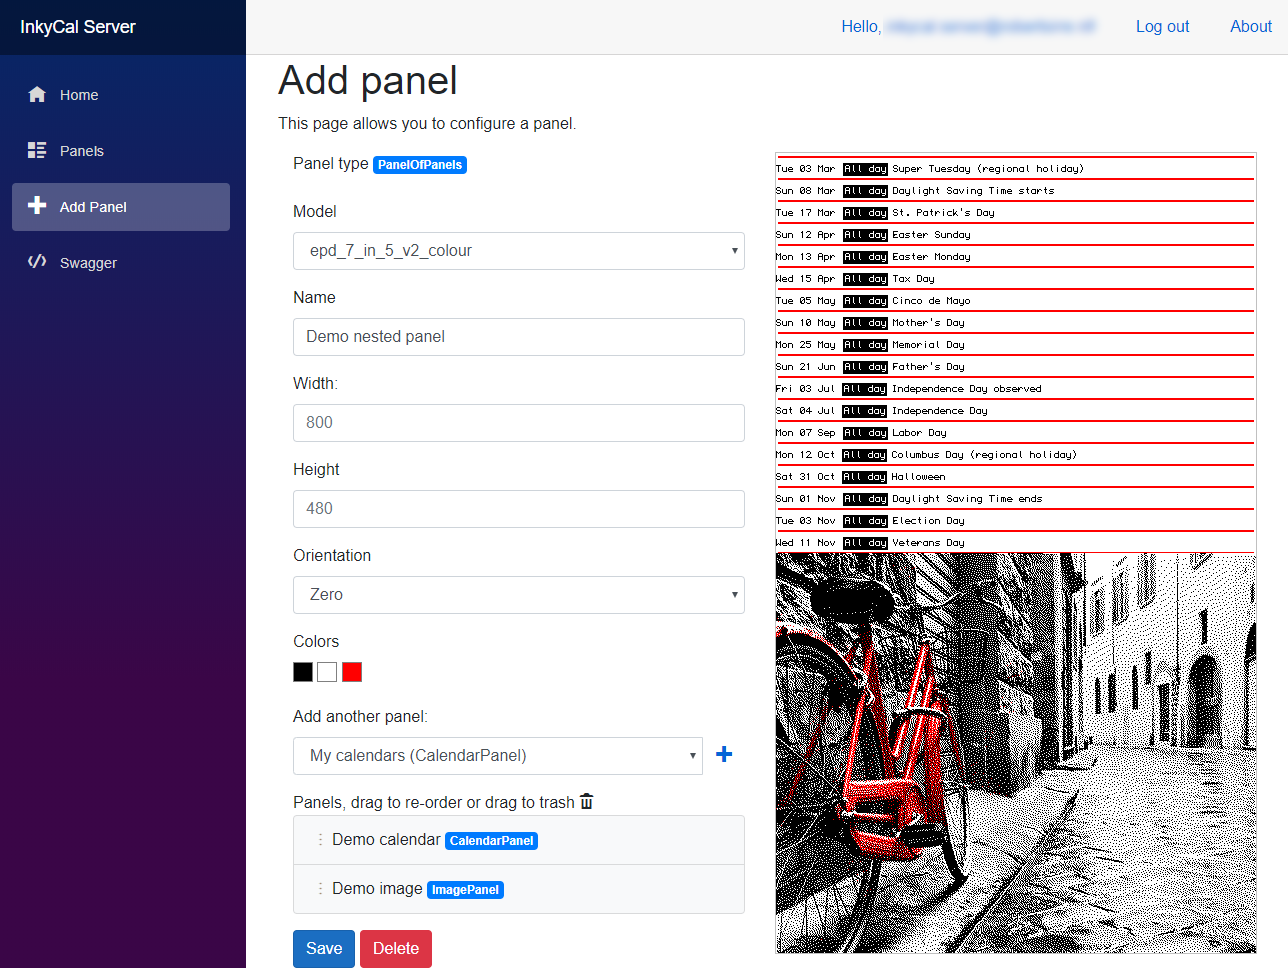 InkyCal Server
Hello,
Log out
About
Home
Panels
Add Panel
Swagger
Add panel
This page allows you to configure a panel.
Panel type PanelOfPanels
Model
epd_7_in_5_v2_colour
Name
Demo nested panel
Width:
800
Height
480
Orientation
Zero
Colors
Add another panel:
My calendars (CalendarPanel)
Panels, drag to re-order or drag to trash
Demo calendar CalendarPanel
Demo image ImagePanel
Save
Delete
Tue 03 Mar All day Super Tuesday (regional holiday)
Sun 08 Mar All day Daylight Saving Time starts
Tue 17 Mar All day St. Patrick's Day
Sun 12 Apr All day Easter Sunday
Mon 13 Apr All day Easter Monday
Wed 15 Apr All day Tax Day
Tue 05 May All day Cinco de Mayo
Sun 10 May All day Mother's Day
Mon 25 May All day Memorial Day
Sun 21 Jun All day Father's Day
Fri 03 Jul All day Independence Day observed
Sat 04 Jul All day Independence Day
Mon 07 Sep All day Labor Day
Mon 12 Oct All day Columbus Day (regional holiday)
Sat 31 Oct All day Halloween
Sun 01 Nov All day Daylight Saving Time ends
Tue 03 Nov All day Election Day
Wed 11 Nov All day Veterans Day